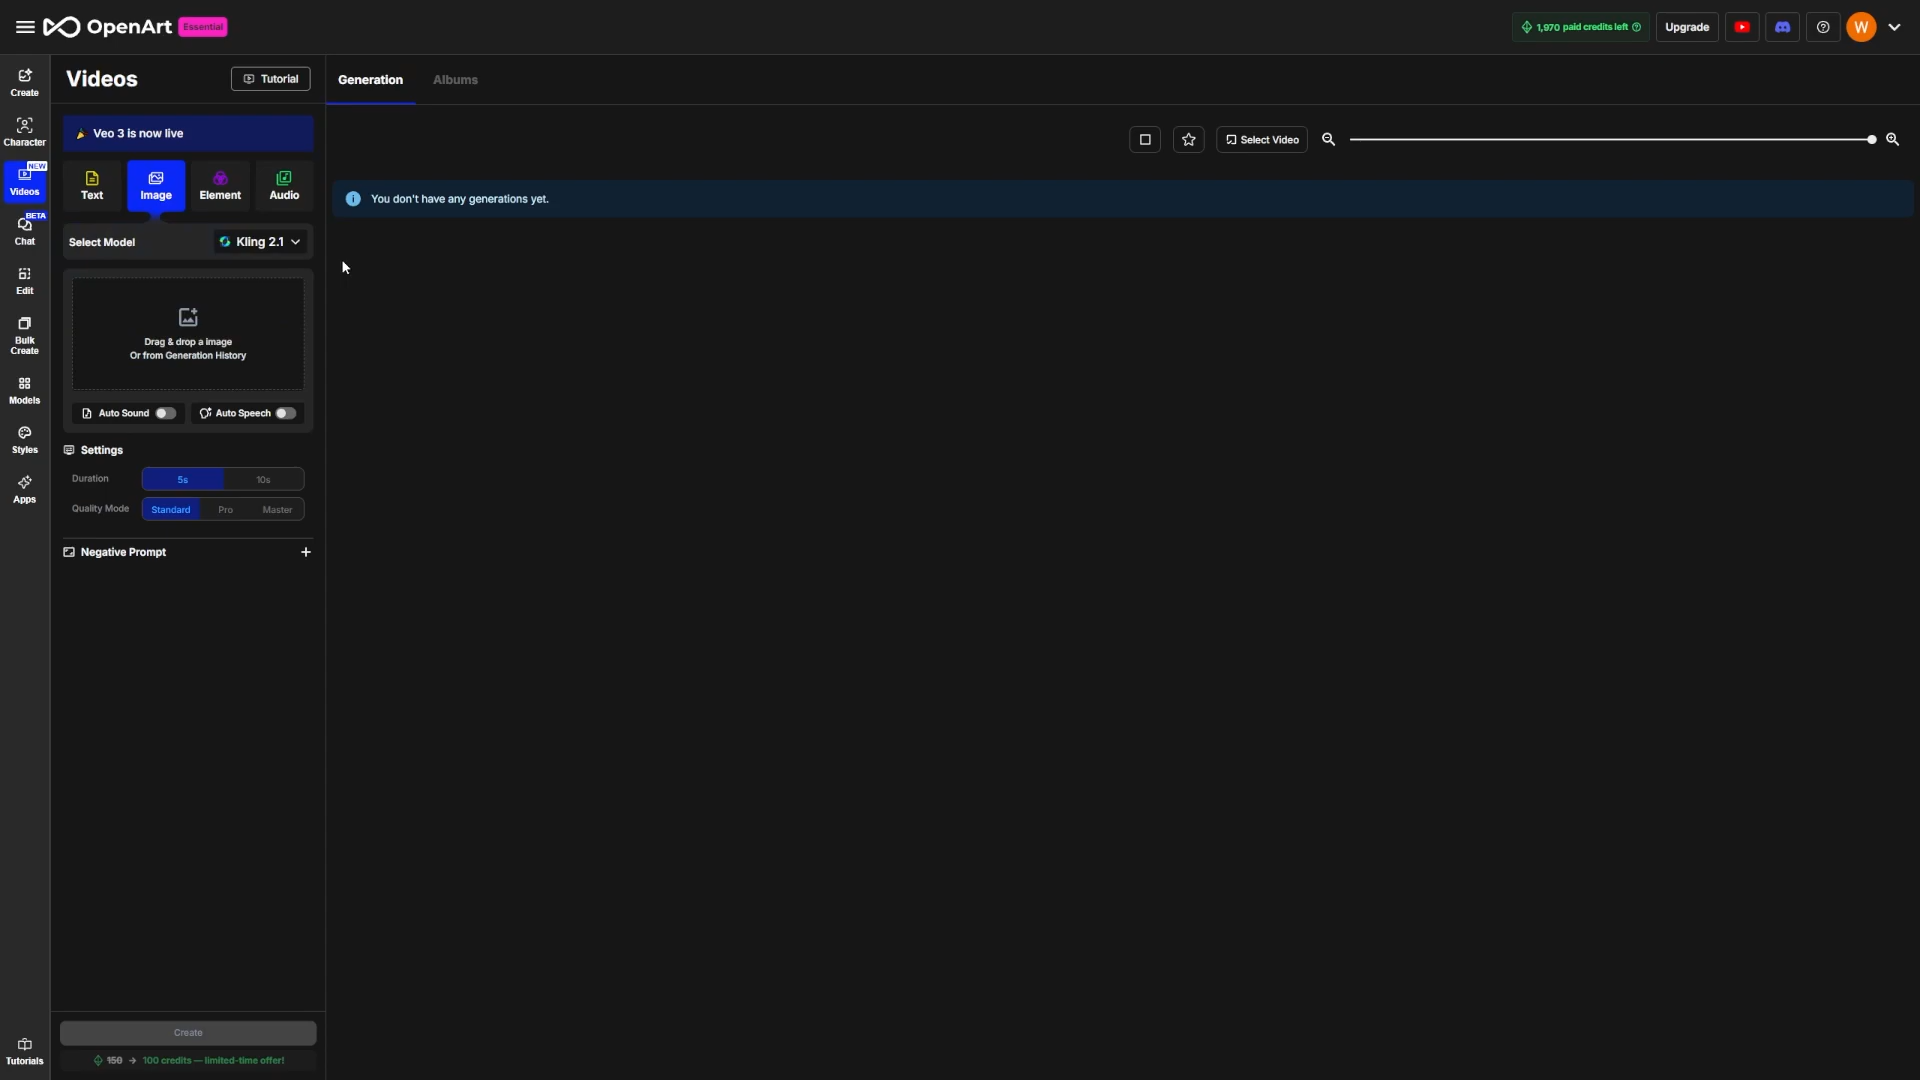 OpenArt Essential
1,970 paid credits left
Upgrade
W
Create
Character
NEW
Videos
BETA
Chat
Edit
Bulk
Create
Models
Styles
Apps
Tutorials
Videos
Tutorial
Veo 3 is now live
Text
Image
Element
Audio
Select Model
Kling 2.1
Drag & drop a image
Or from Generation History
Auto Sound
Auto Speech
Settings
Duration
5s
10s
Quality Mode
Standard
Pro
Master
Negative Prompt
Create
150 → 100 credits — limited-time offer!
Generation
Albums
Select Video
You don't have any generations yet.